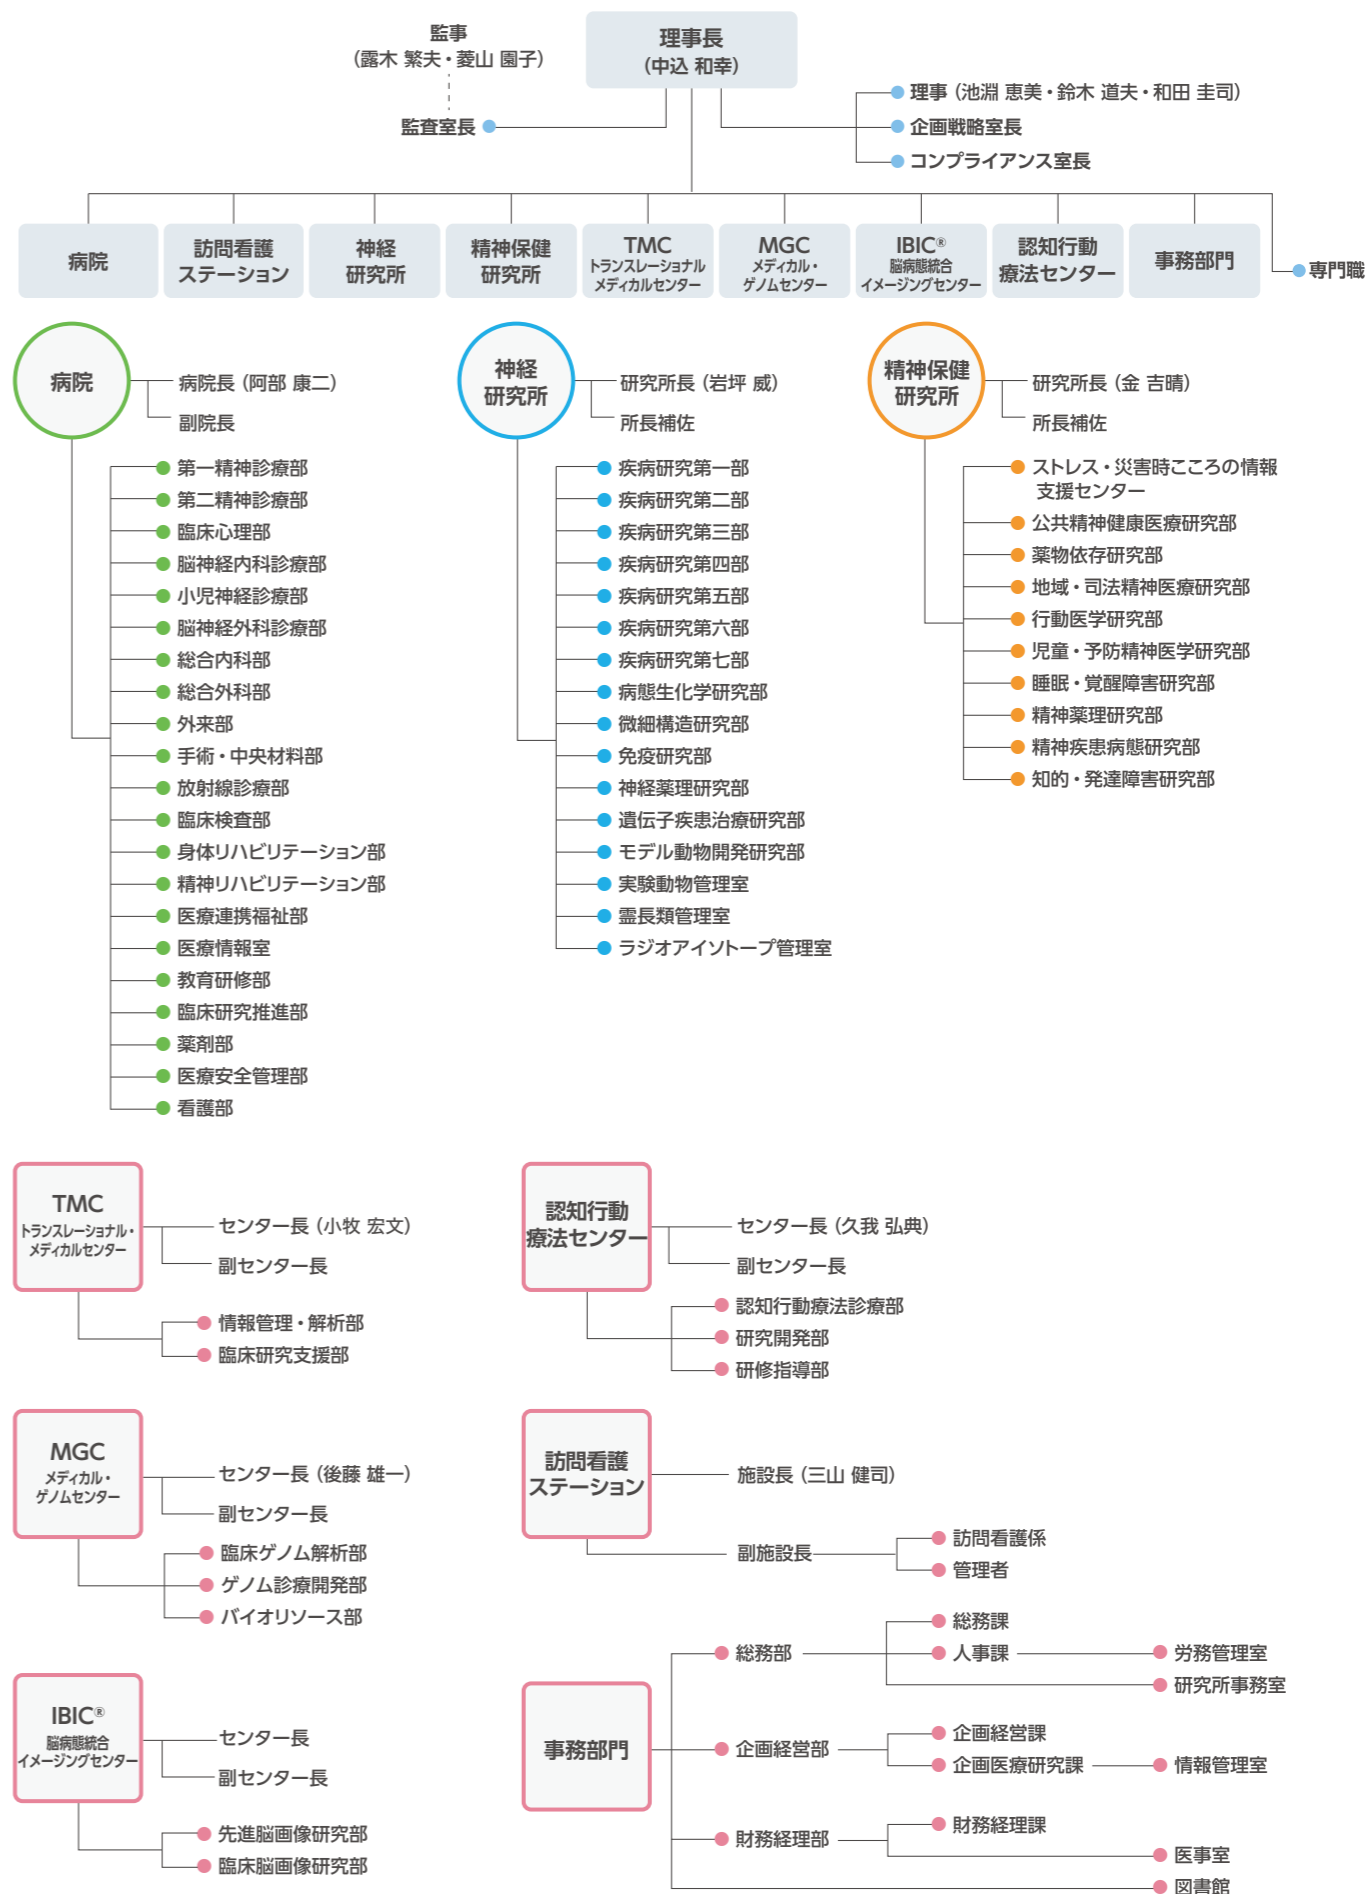 監事
（露木 繁夫・菱山 園子）
理事長
（中込 和幸）
監査室長
理事（池淵 恵美・鈴木 道夫・和田 圭司）
企画戦略室長
コンプライアンス室長
病院
訪問看護
ステーション
神経
研究所
精神保健
研究所
TMC
トランスレーショナル
メディカルセンター
MGC
メディカル・
ゲノムセンター
IBIC®
脳病態統合
イメージングセンター
認知行動
療法センター
事務部門
専門職
病院
病院長（阿部 康二）
副院長
第一精神診療部
第二精神診療部
臨床心理部
脳神経内科診療部
小児神経診療部
脳神経外科診療部
総合内科部
総合外科部
外来部
手術・中央材料部
放射線診療部
臨床検査部
身体リハビリテーション部
精神リハビリテーション部
医療連携福祉部
医療情報室
教育研修部
臨床研究推進部
薬剤部
医療安全管理部
看護部
神経
研究所
研究所長（岩坪 威）
所長補佐
疾病研究第一部
疾病研究第二部
疾病研究第三部
疾病研究第四部
疾病研究第五部
疾病研究第六部
疾病研究第七部
病態生化学研究部
微細構造研究部
免疫研究部
神経薬理研究部
遺伝子疾患治療研究部
モデル動物開発研究部
実験動物管理室
霊長類管理室
ラジオアイソトープ管理室
精神保健
研究所
研究所長（金 吉晴）
所長補佐
ストレス・災害時こころの情報
支援センター
公共精神健康医療研究部
薬物依存研究部
地域・司法精神医療研究部
行動医学研究部
児童・予防精神医学研究部
睡眠・覚醒障害研究部
精神薬理研究部
精神疾患病態研究部
知的・発達障害研究部
TMC
トランスレーショナル・
メディカルセンター
センター長（小牧 宏文）
副センター長
情報管理・解析部
臨床研究支援部
認知行動
療法センター
センター長（久我 弘典）
副センター長
認知行動療法診療部
研究開発部
研修指導部
MGC
メディカル・
ゲノムセンター
センター長（後藤 雄一）
副センター長
臨床ゲノム解析部
ゲノム診療開発部
バイオリソース部
訪問看護
ステーション
施設長（三山 健司）
副施設長
訪問看護係
管理者
IBIC®
脳病態統合
イメージングセンター
センター長
副センター長
先進脳画像研究部
臨床脳画像研究部
事務部門
総務部
総務課
人事課
労務管理室
研究所事務室
企画経営部
企画経営課
企画医療研究課
情報管理室
財務経理部
財務経理課
医事室
図書館